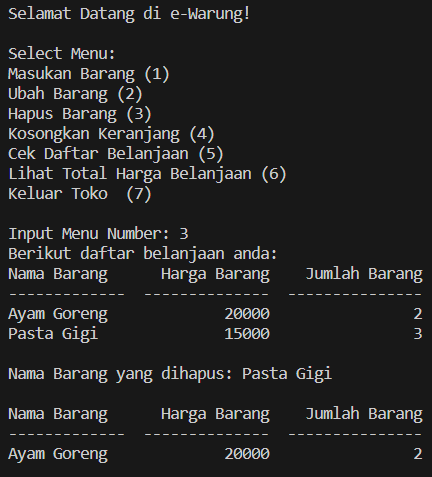 Selamat Datang di e-Warung!
Select Menu:
Masukan Barang (1)
Ubah Barang (2)
Hapus Barang (3)
Kosongkan Keranjang (4)
Cek Daftar Belanjaan (5)
Lihat Total Harga Belanjaan (6)
Keluar Toko  (7)
Input Menu Number: 3
Berikut daftar belanjaan anda:
Nama Barang      Harga Barang    Jumlah Barang
-------------  --------------  ---------------
Ayam Goreng             20000                2
Pasta Gigi              15000                3
Nama Barang yang dihapus: Pasta Gigi
Nama Barang      Harga Barang    Jumlah Barang
-------------  --------------  ---------------
Ayam Goreng             20000                2